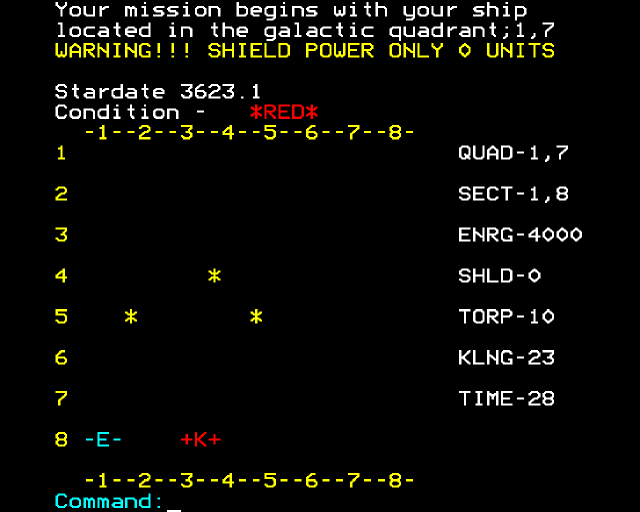 Your mission begins with your ship
located in the galactic quadrant;1,7
WARNING!!! SHIELD POWER ONLY 0 UNITS
Stardate 3623.1
Condition - *RED*
-1--2--3--4--5--6--7--8-
1 QUAD-1,7
2 SECT-1,8
3 ENRG-4000
4 * SHLD-0
5 * * TORP-10
6 KLNG-23
7 TIME-28
8 -E- +K+
-1--2--3--4--5--6--7--8-
Command:_